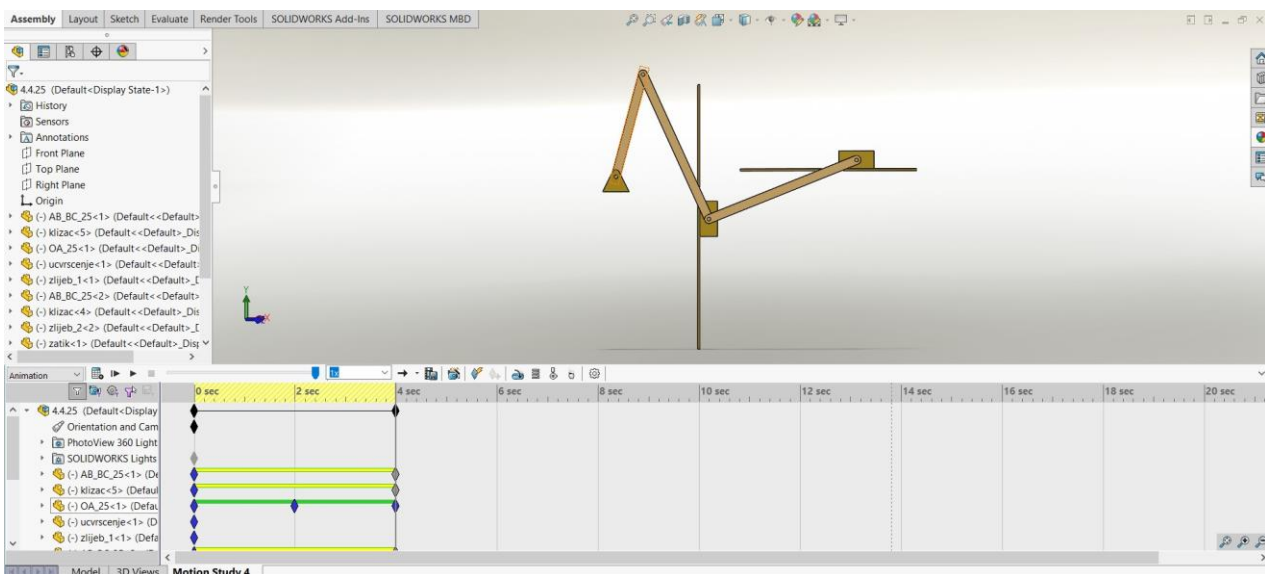 Assembly Layout Sketch Evaluate Render Tools SOLIDWORKS Add-Ins SOLIDWORKS MBD
4.4.25 (Default<Display State-1>)
History
Sensors
Annotations
Front Plane
Top Plane
Right Plane
Origin
(-) AB_BC_25<1> (Default<<Default>
(-) klizac<5> (Default<<Default>_Dis
(-) OA_25<1> (Default<<Default>_Di
(-) ucvrscenje<1> (Default<<Default>
(-) zlijeb_1<1> (Default<<Default>_D
(-) AB_BC_25<2> (Default<<Default>
(-) klizac<4> (Default<<Default>_Dis
(-) zlijeb_2<2> (Default<<Default>_D
(-) zatik<1> (Default<<Default>_Disp
Y
Animation 1x
0 sec 2 sec 4 sec 6 sec 8 sec 10 sec 12 sec 14 sec 16 sec 18 sec 20 sec
4.4.25 (Default<Display
Orientation and Cam
PhotoView 360 Light
SOLIDWORKS Lights
(-) AB_BC_25<1> (De
(-) klizac<5> (Defaul
(-) OA_25<1> (Defau
(-) ucvrscenje<1> (D
(-) zlijeb_1<1> (Defa
Model 3D Views Motion Study 4